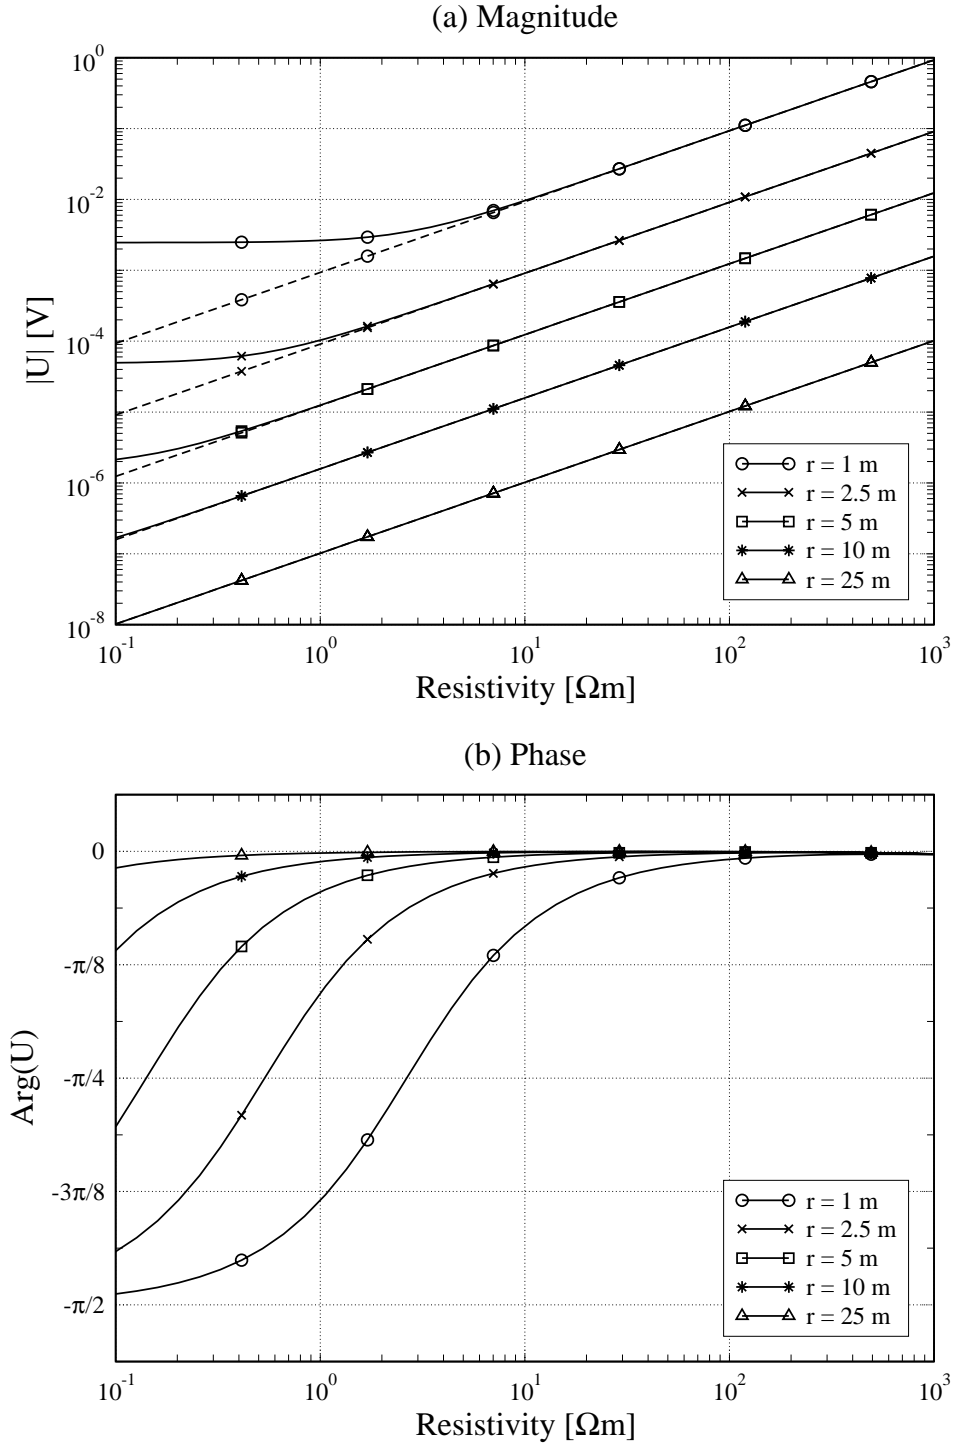 (a) Magnitude
10^0
10^-2
10^-4
10^-6
10^-8
|U| [V]
r = 1 m
r = 2.5 m
r = 5 m
r = 10 m
r = 25 m
10^-1 10^0 10^1 10^2 10^3
Resistivity [Ωm]
(b) Phase
0
-π/8
-π/4
-3π/8
-π/2
Arg(U)
r = 1 m
r = 2.5 m
r = 5 m
r = 10 m
r = 25 m
10^-1 10^0 10^1 10^2 10^3
Resistivity [Ωm]